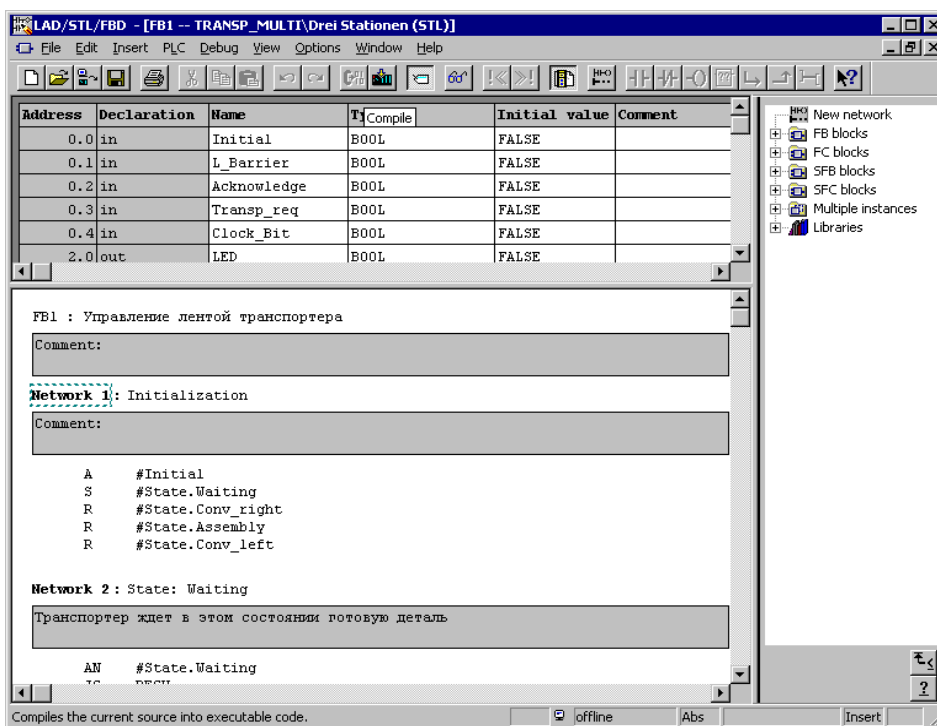 LAD/STL/FBD - [FB1 -- TRANSP_MULTI\Drei Stationen (STL)]
File Edit Insert PLC Debug View Options Window Help
Address Declaration Name Compile Initial value Comment
0.0 in Initial BOOL FALSE
0.1 in L_Barrier BOOL FALSE
0.2 in Acknowledge BOOL FALSE
0.3 in Transp_req BOOL FALSE
0.4 in Clock_Bit BOOL FALSE
2.0 out LED BOOL FALSE
New network
FB blocks
FC blocks
SFB blocks
SFC blocks
Multiple instances
Libraries
FB1 : Управление лентой транспортера
Comment:
Network 1: Initialization
Comment:
A #Initial
S #State.Waiting
R #State.Conv_right
R #State.Assembly
R #State.Conv_left
Network 2 : State: Waiting
Транспортер ждет в этом состоянии готовую деталь
AN #State.Waiting
Compiles the current source into executable code.
offline
Abs
Insert